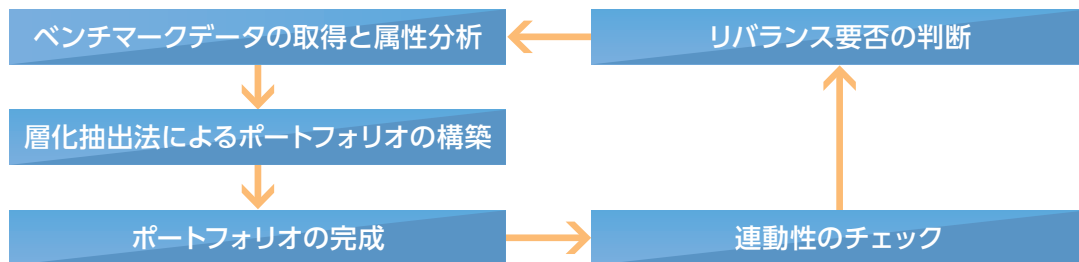 ベンチマークデータの取得と属性分析
層化抽出法によるポートフォリオの構築
ポートフォリオの完成
連動性のチェック
リバランス要否の判断